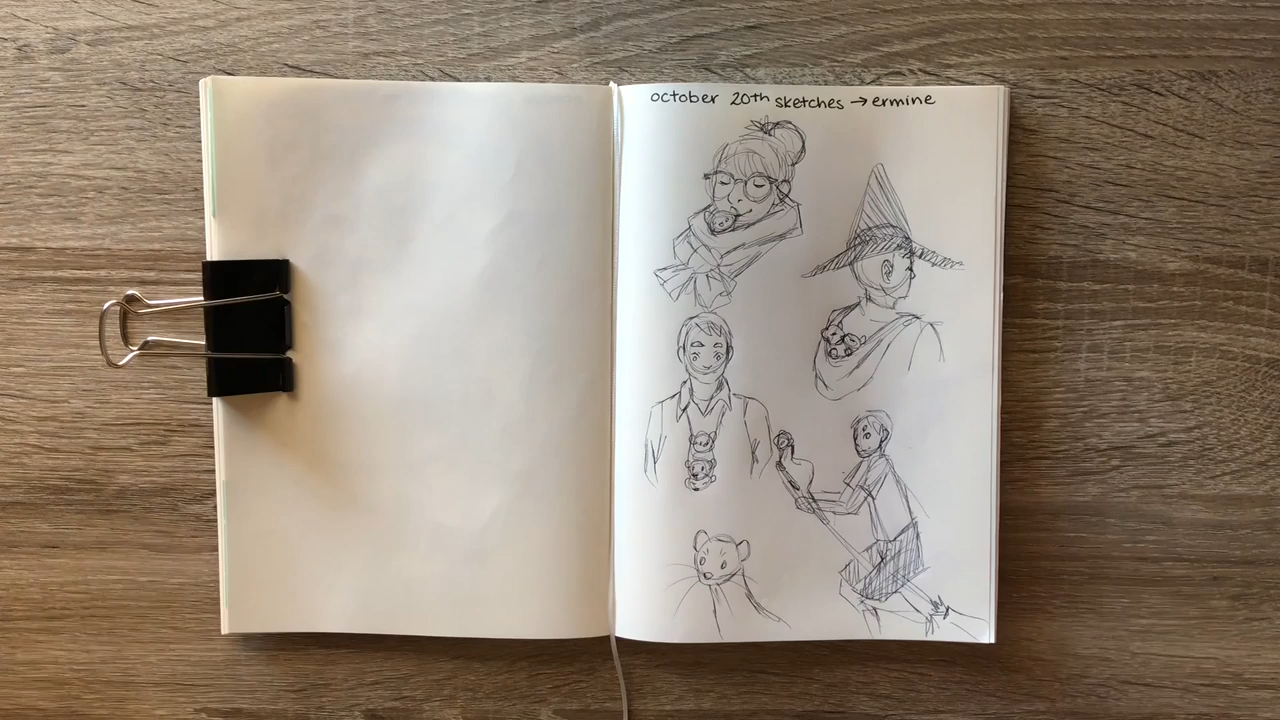 october 20th sketches → ermine